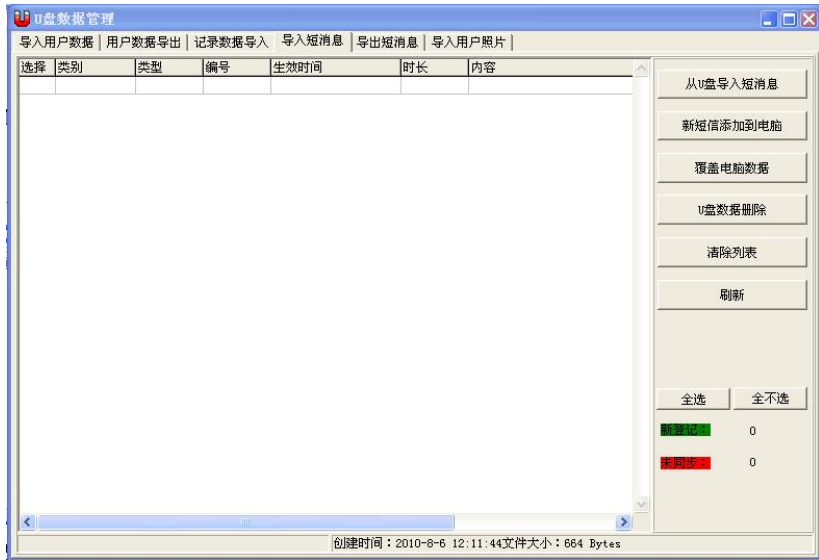 U盘数据管理
导入用户数据 用户数据导出 记录数据导入 导入短消息 导出短消息 导入用户照片
选择 类别 类型 编号 生效时间 时长 内容
从U盘导入短消息
新短信添加到电脑
覆盖电脑数据
U盘数据删除
清除列表
刷新
全选 全不选
新登记： 0
未同步： 0
创建时间：2010-8-6 12:11:44文件大小：664 Bytes